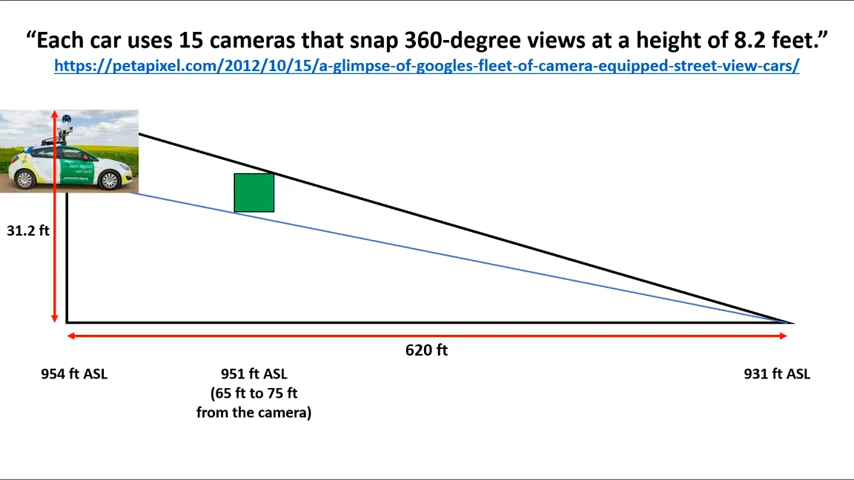 “Each car uses 15 cameras that snap 360-degree views at a height of 8.2 feet.”
https://petapixel.com/2012/10/15/a-glimpse-of-googles-fleet-of-camera-equipped-street-view-cars/
31.2 ft
620 ft
954 ft ASL
951 ft ASL
(65 ft to 75 ft
from the camera)
931 ft ASL